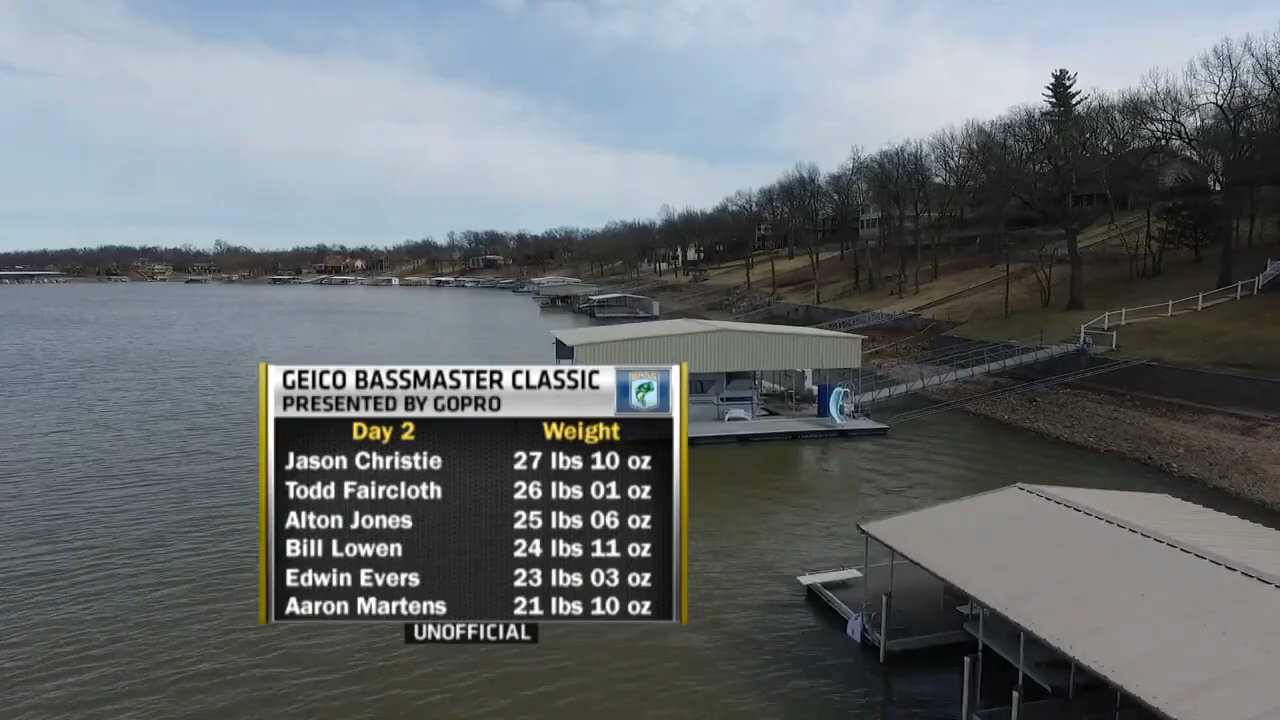 GEICO BASSMASTER CLASSIC
PRESENTED BY GOPRO
BASS
Day 2 Weight
Jason Christie 27 lbs 10 oz
Todd Faircloth 26 lbs 01 oz
Alton Jones 25 lbs 06 oz
Bill Lowen 24 lbs 11 oz
Edwin Evers 23 lbs 03 oz
Aaron Martens 21 lbs 10 oz
UNOFFICIAL